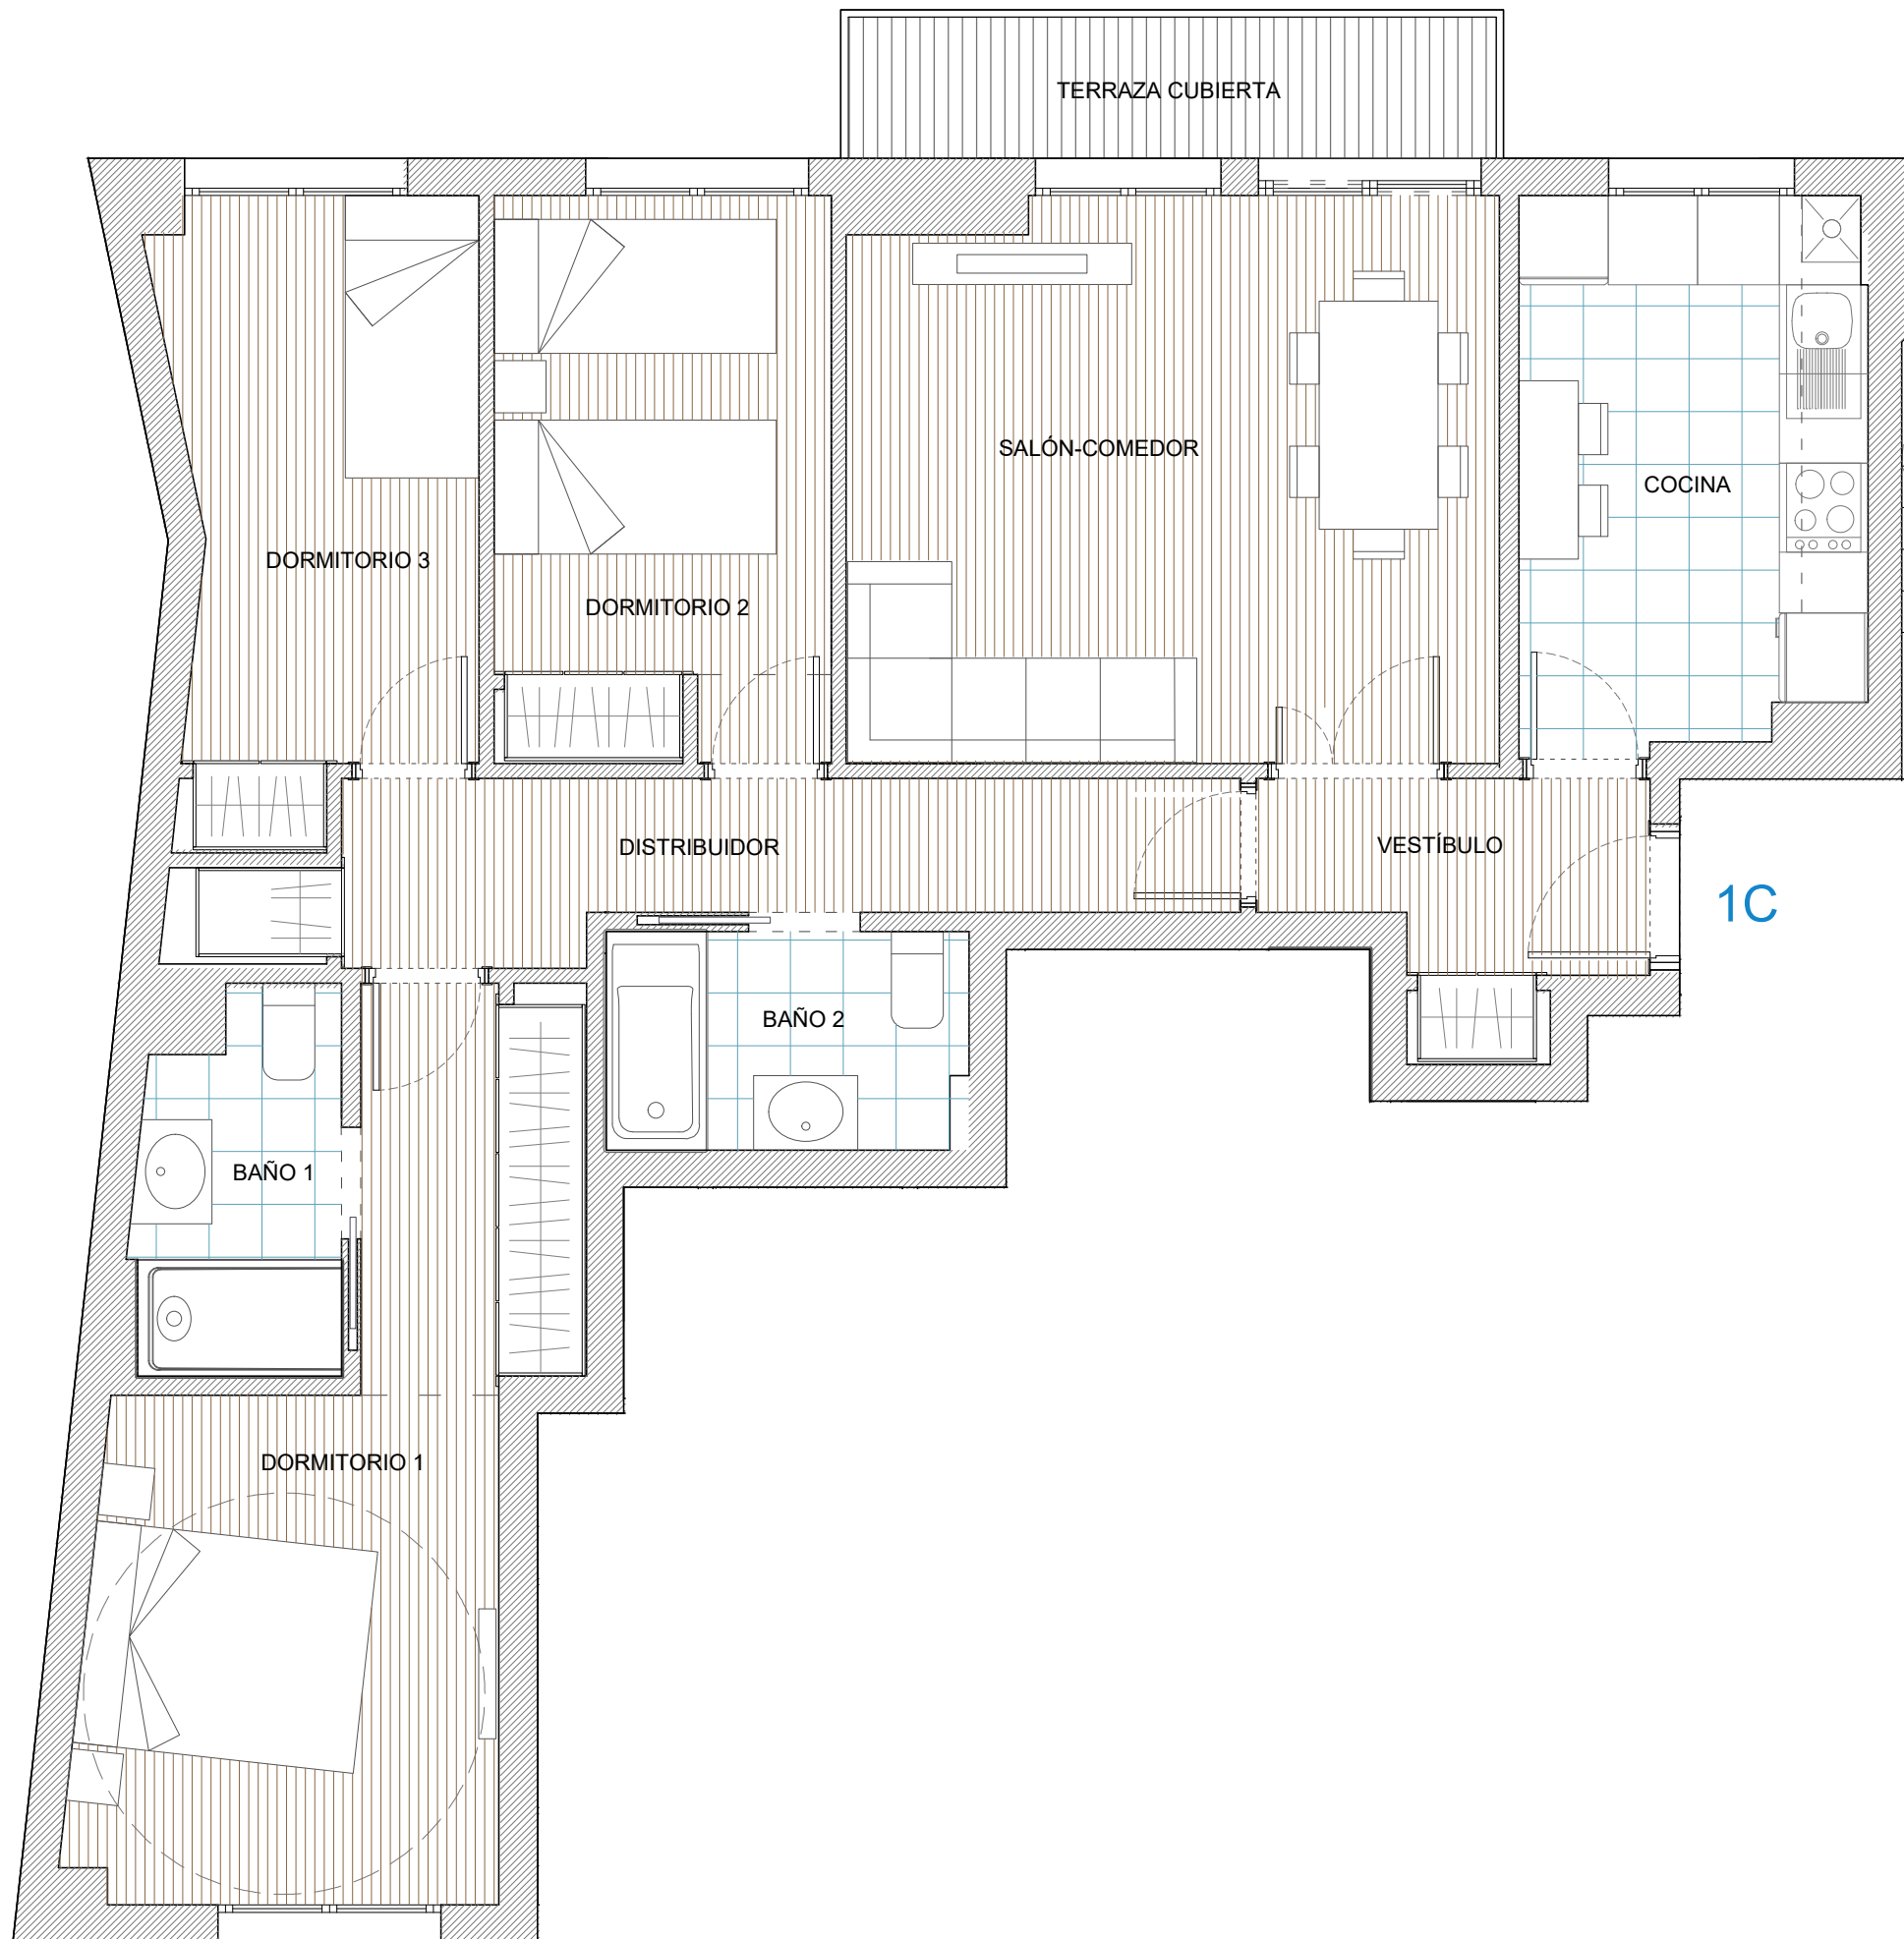 TERRAZA CUBIERTA
SALÓN-COMEDOR
COCINA
DORMITORIO 3
DORMITORIO 2
DISTRIBUIDOR
VESTÍBULO
1C
BAÑO 2
BAÑO 1
DORMITORIO 1